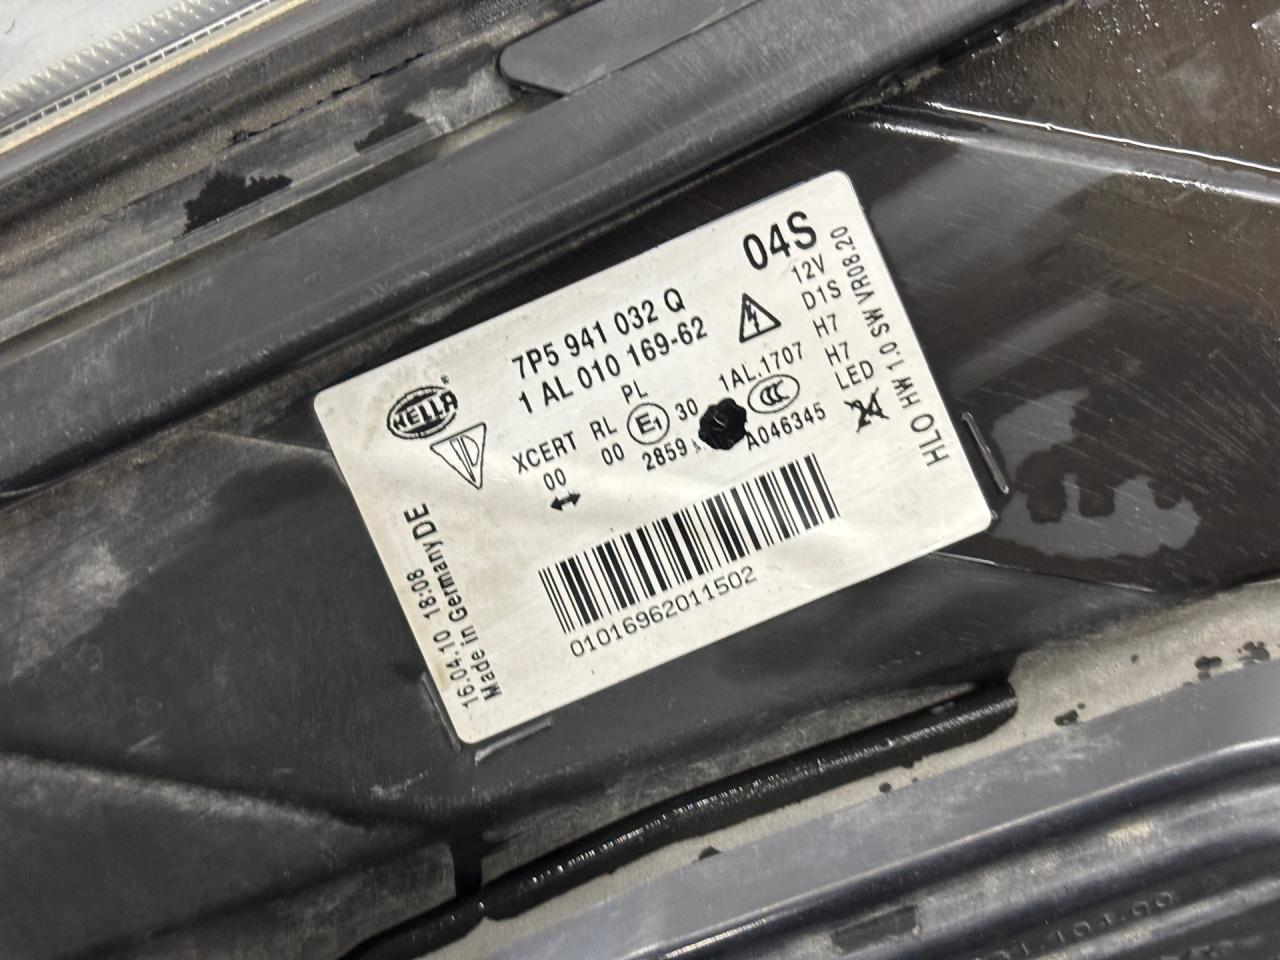 04S
7P5 941 032 Q
1 AL 010 169-62
HELLA
12V
D1S
H7
H7
LED
HLO HW 1.0 SW VR08.20
PL
XCERT RL E1 30 1AL.1707
00 00 CCC
2859 A046345
01016962011502
16.04.10 18:08
Made in Germany DE